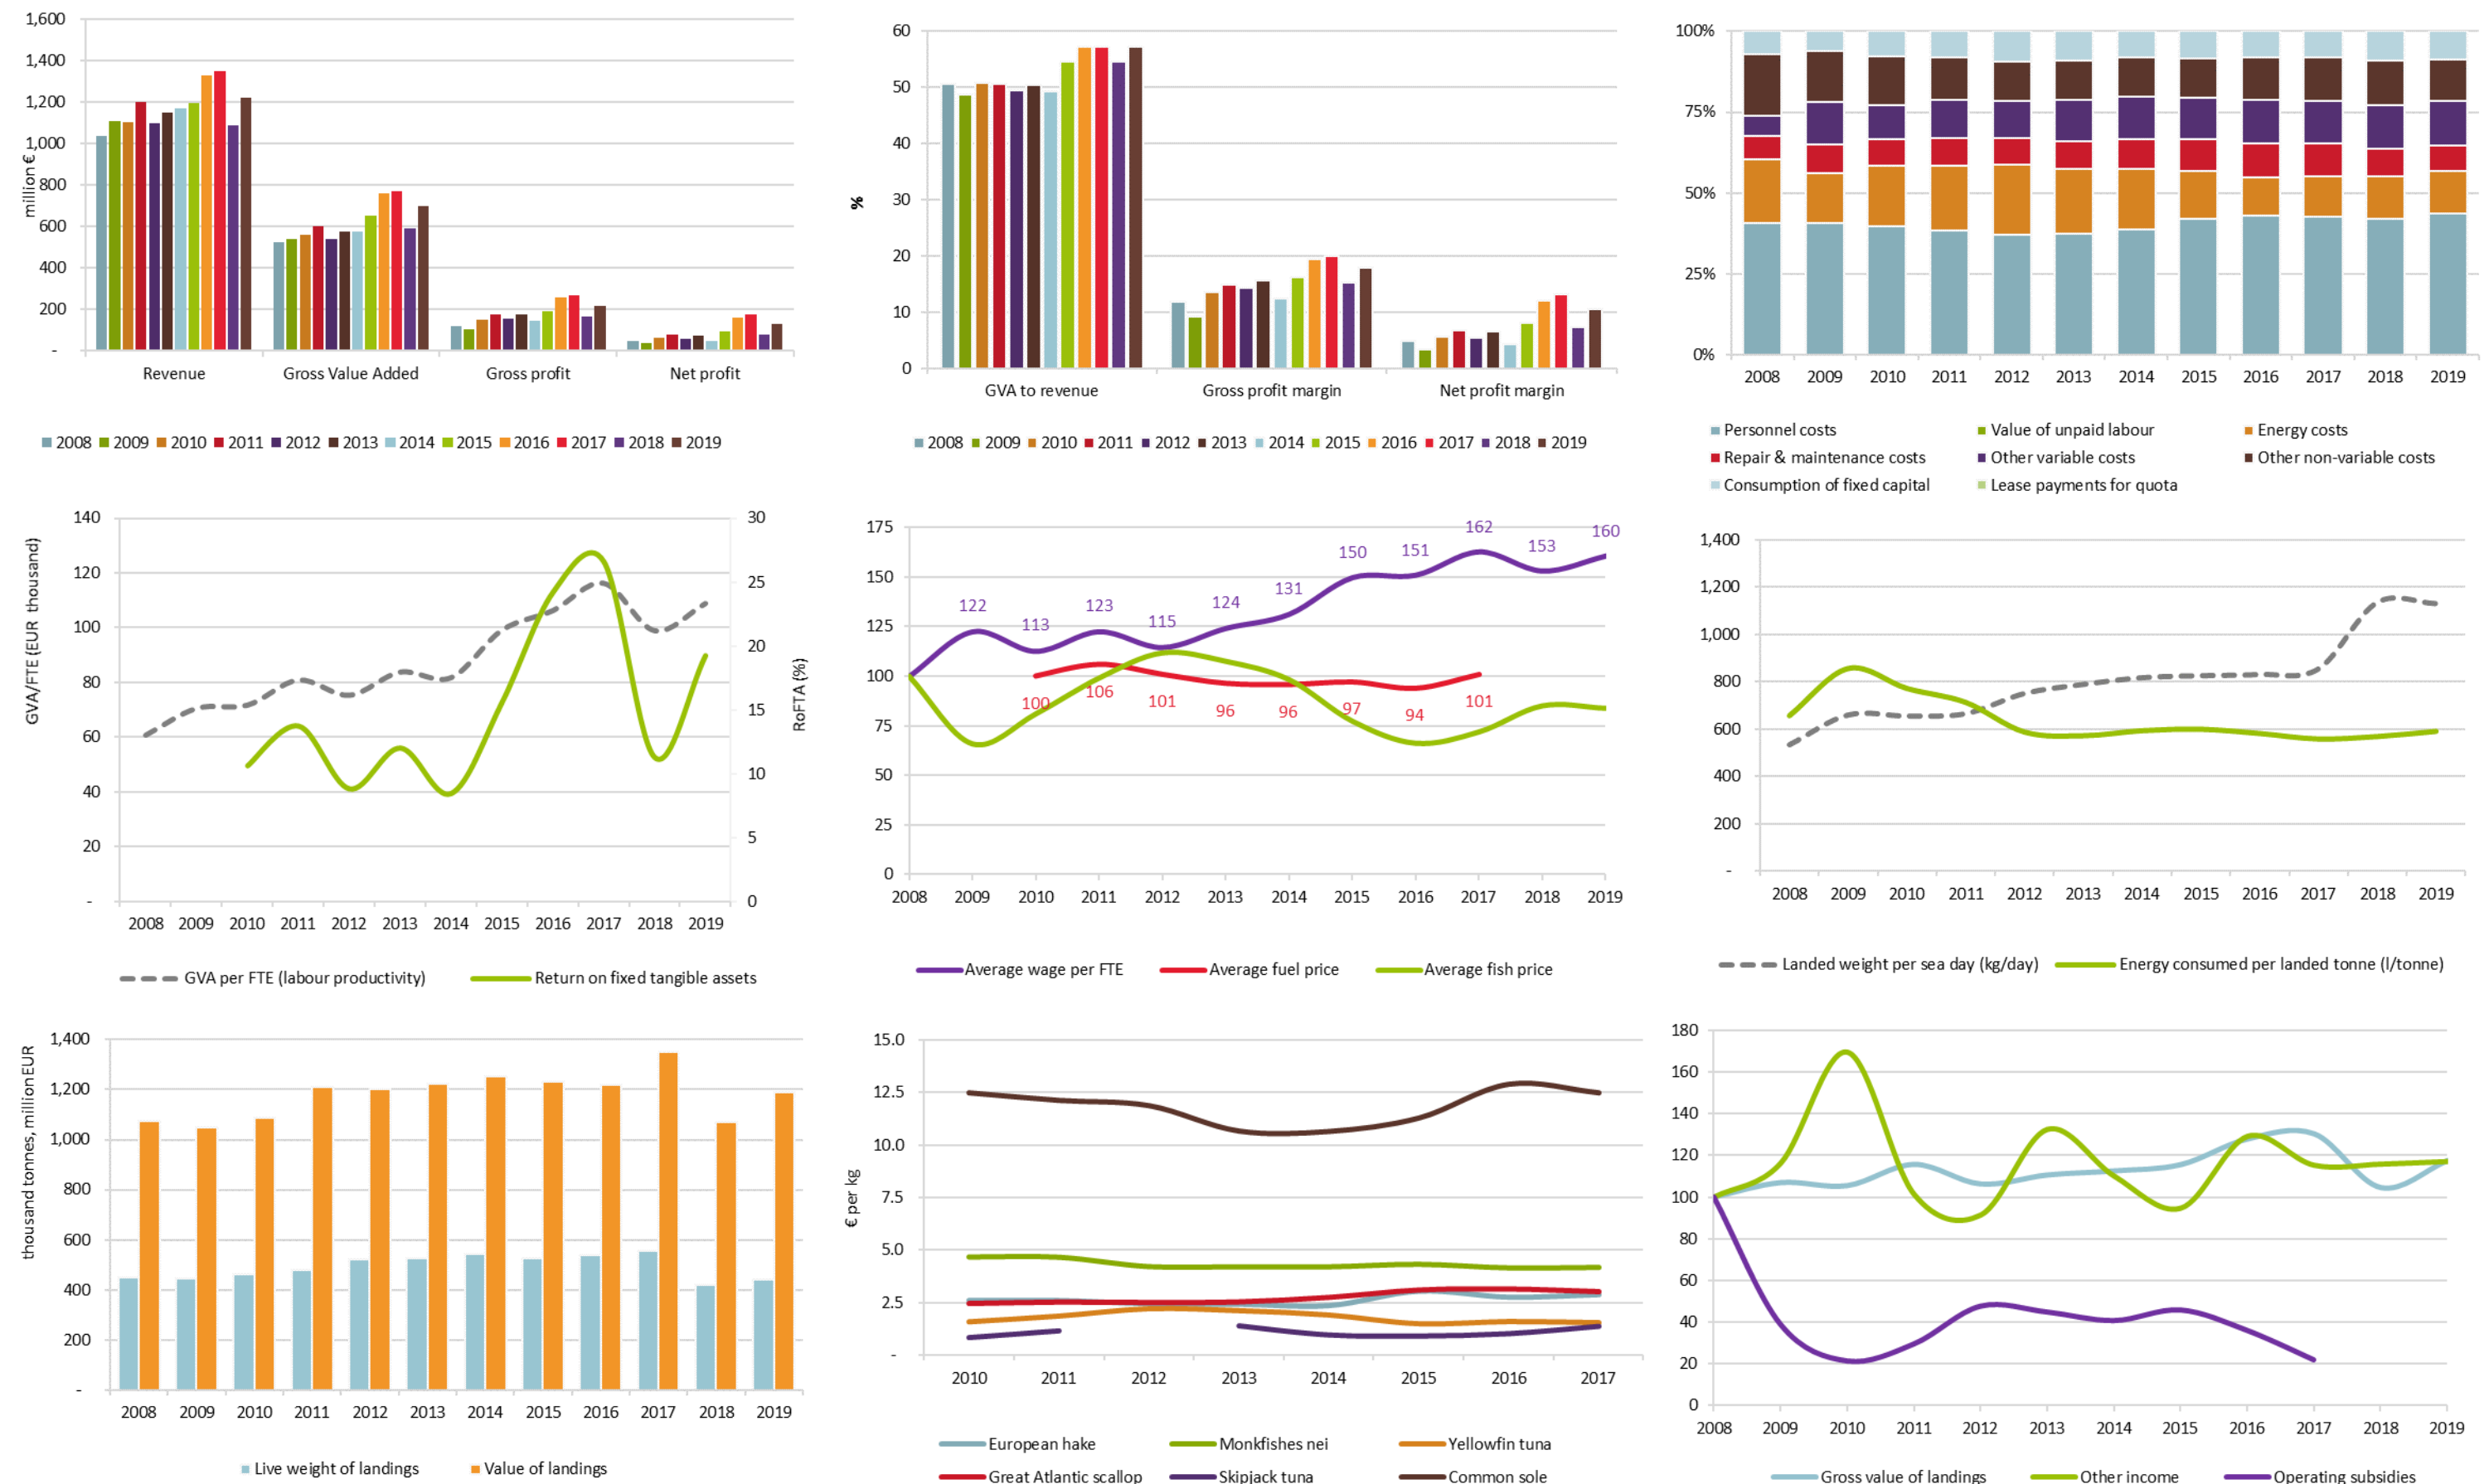 1,600
1,400
1,200
1,000
800
600
400
200
-
million €
Revenue Gross Value Added Gross profit Net profit
2008 2009 2010 2011 2012 2013 2014 2015 2016 2017 2018 2019
60
50
40
30
20
10
0
%
GVA to revenue Gross profit margin Net profit margin
2008 2009 2010 2011 2012 2013 2014 2015 2016 2017 2018 2019
100%
75%
50%
25%
0%
2008 2009 2010 2011 2012 2013 2014 2015 2016 2017 2018 2019
Personnel costs Value of unpaid labour Energy costs
Repair & maintenance costs Other variable costs Other non-variable costs
Consumption of fixed capital Lease payments for quota
140
120
100
80
60
40
20
-
GVA/FTE (EUR thousand)
30
25
20
15
10
5
0
RoFTA (%)
2008 2009 2010 2011 2012 2013 2014 2015 2016 2017 2018 2019
GVA per FTE (labour productivity) Return on fixed tangible assets
175
150
125
100
75
50
25
0
122 113 123 115 124 131 150 151 162 153 160
100 106 101 96 96 97 94 101
2008 2009 2010 2011 2012 2013 2014 2015 2016 2017 2018 2019
Average wage per FTE Average fuel price Average fish price
1,400
1,200
1,000
800
600
400
200
-
2008 2009 2010 2011 2012 2013 2014 2015 2016 2017 2018 2019
Landed weight per sea day (kg/day) Energy consumed per landed tonne (l/tonne)
1,400
1,200
1,000
800
600
400
200
-
thousand tonnes, million EUR
2008 2009 2010 2011 2012 2013 2014 2015 2016 2017 2018 2019
Live weight of landings Value of landings
15.0
12.5
10.0
7.5
5.0
2.5
-
€ per kg
2010 2011 2012 2013 2014 2015 2016 2017
European hake Monkfishes nei Yellowfin tuna
Great Atlantic scallop Skipjack tuna Common sole
180
160
140
120
100
80
60
40
20
0
2008 2009 2010 2011 2012 2013 2014 2015 2016 2017 2018 2019
Gross value of landings Other income Operating subsidies